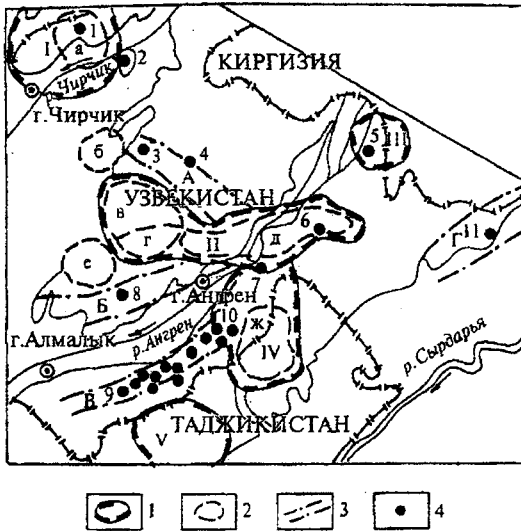 1
I
а
р. Чирчик
2
КИРГИЗИЯ
г.Чирчик
б
3
4
А
5
III
УЗБЕКИСТАН
в
г
II
д
6
Г
11
е
7
Б
8
г.Ангрен
г.Алмалык
р.Ангрен
10
ж
IV
р.Сырдарья
9
В
V
ТАДЖИКИСТАН
1
2
3
4